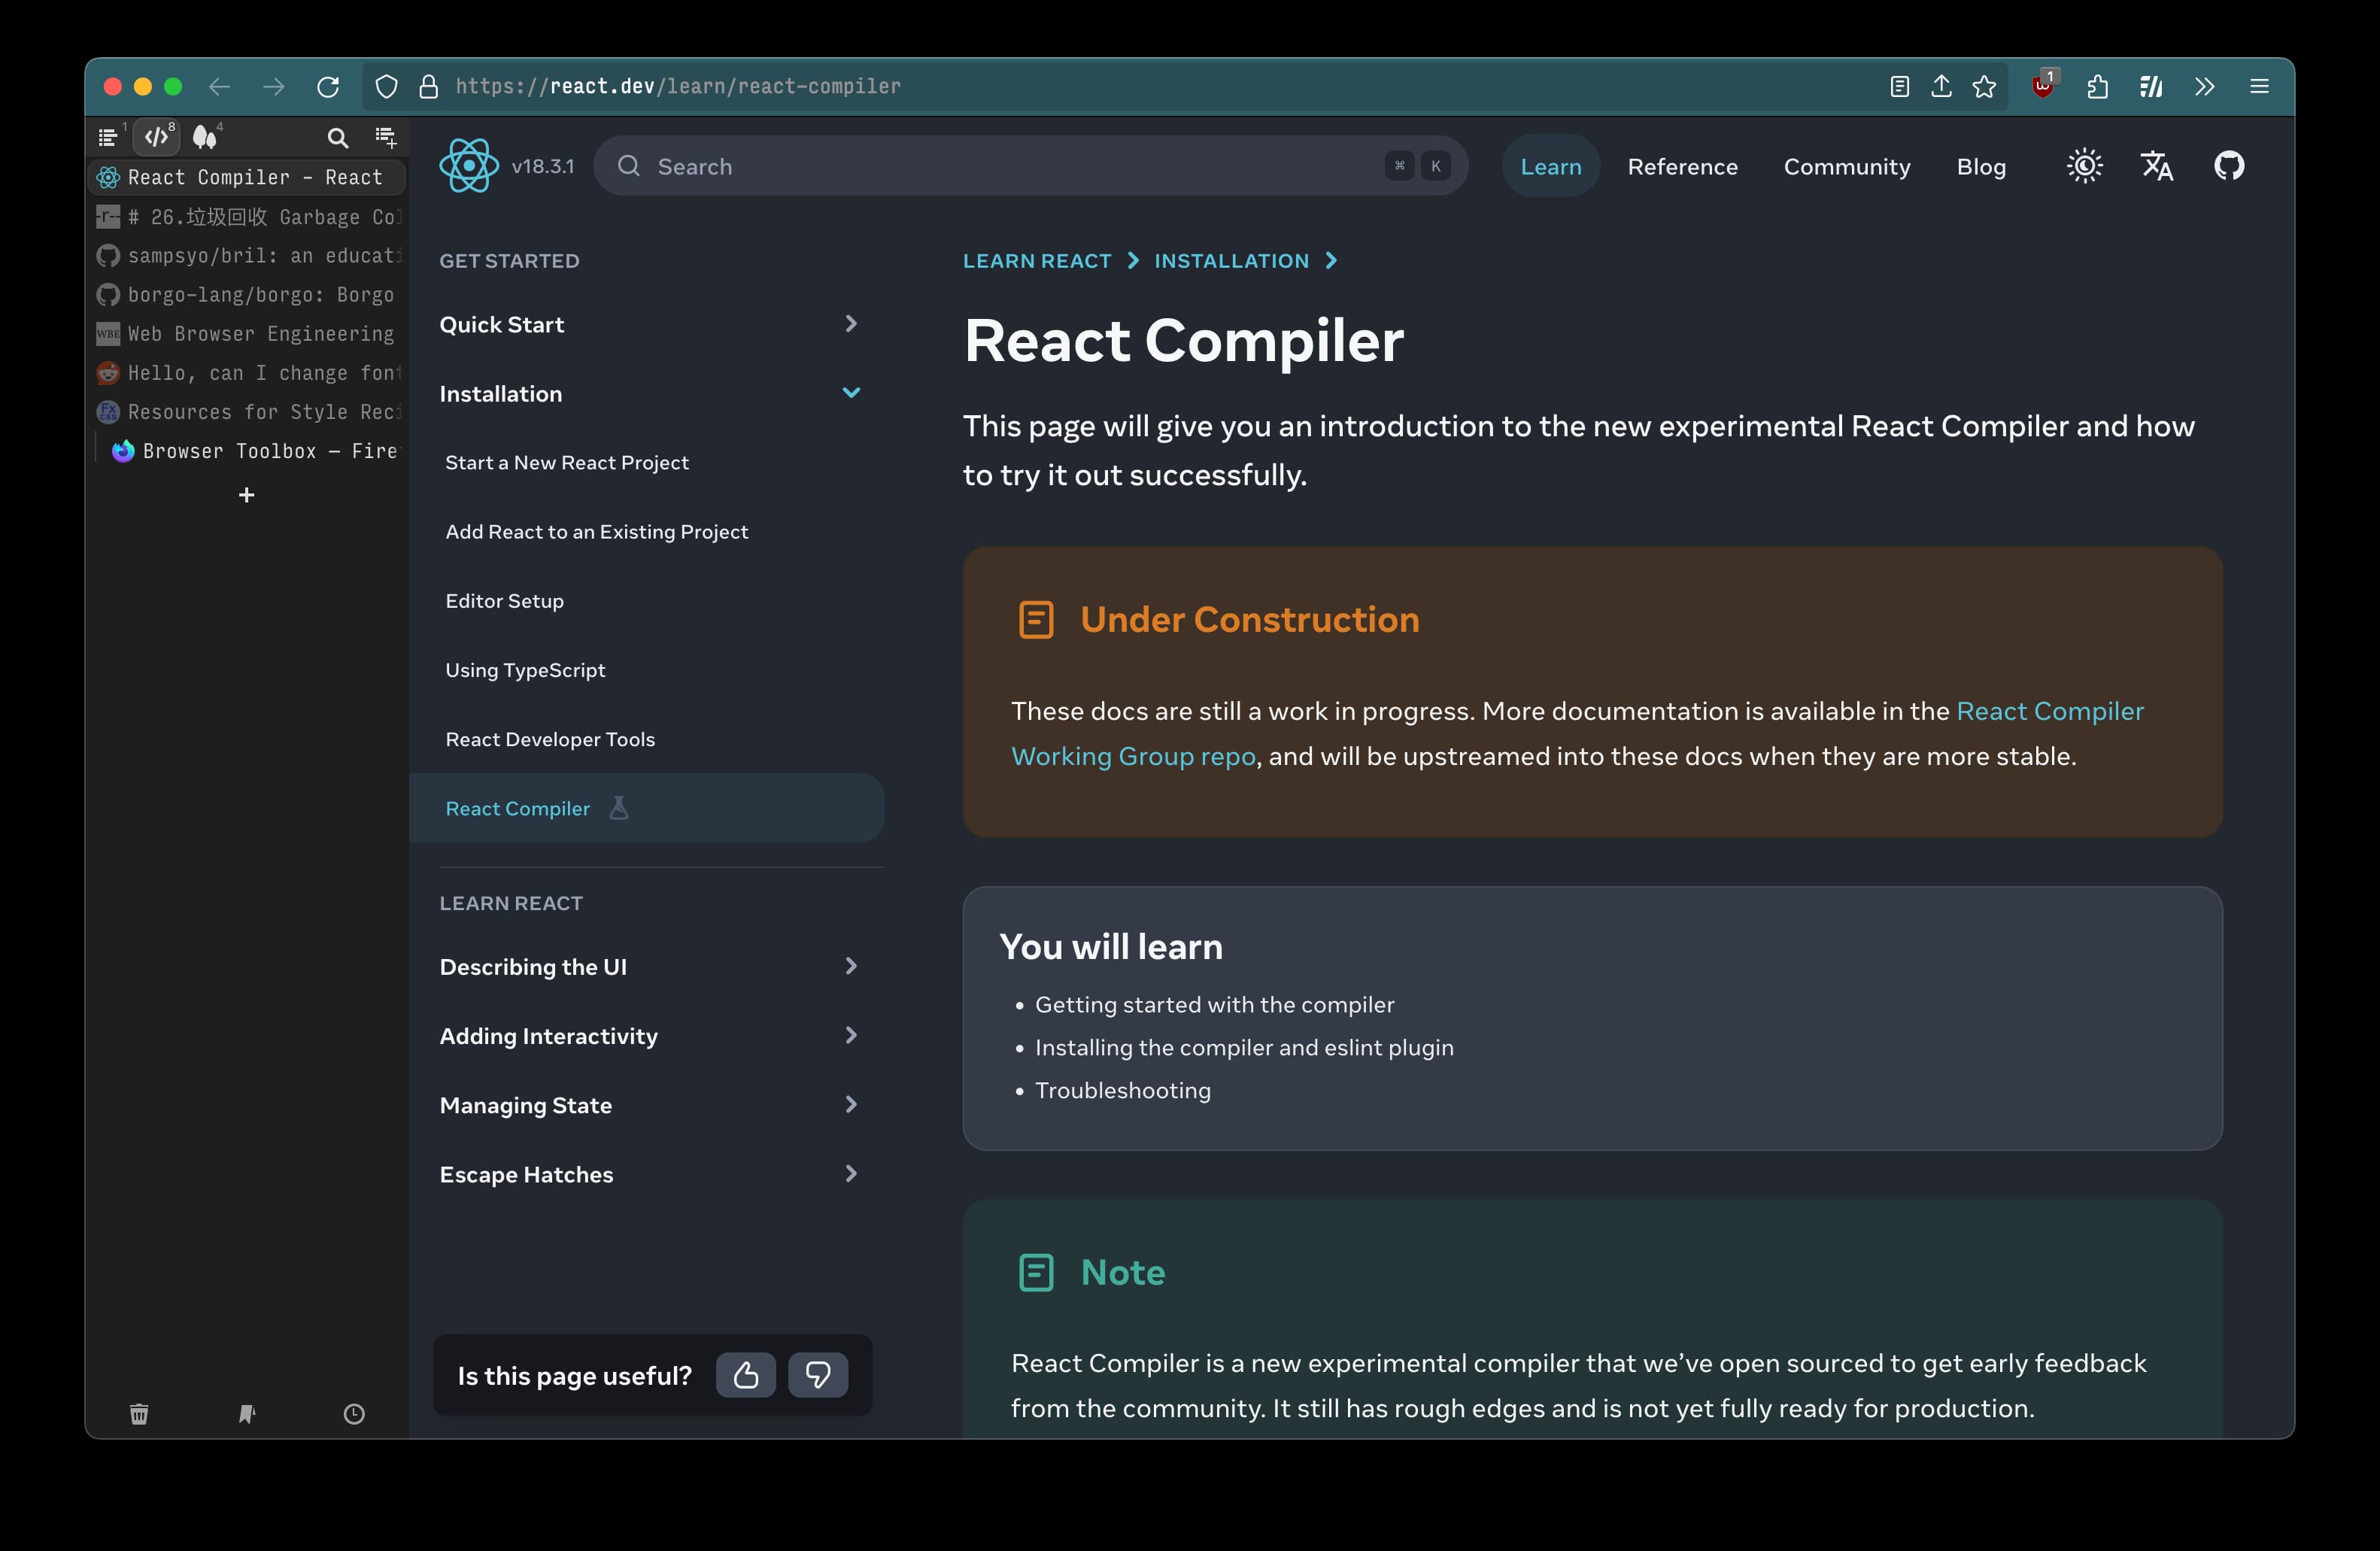 https://react.dev/learn/react-compiler
1
1
8
4
React Compiler – React
# 26.垃圾回收 Garbage Col
sampsyo/bril: an educati
borgo-lang/borgo: Borgo
WBE Web Browser Engineering
Hello, can I change font
Resources for Style Reci
Browser Toolbox — Fire
+
v18.3.1
Search
⌘ K
Learn
Reference
Community
Blog
GET STARTED
Quick Start
Installation
Start a New React Project
Add React to an Existing Project
Editor Setup
Using TypeScript
React Developer Tools
React Compiler
LEARN REACT
Describing the UI
Adding Interactivity
Managing State
Escape Hatches
Is this page useful?
LEARN REACT > INSTALLATION >
React Compiler
This page will give you an introduction to the new experimental React Compiler and how
to try it out successfully.
Under Construction
These docs are still a work in progress. More documentation is available in the React Compiler
Working Group repo, and will be upstreamed into these docs when they are more stable.
You will learn
• Getting started with the compiler
• Installing the compiler and eslint plugin
• Troubleshooting
Note
React Compiler is a new experimental compiler that we’ve open sourced to get early feedback
from the community. It still has rough edges and is not yet fully ready for production.